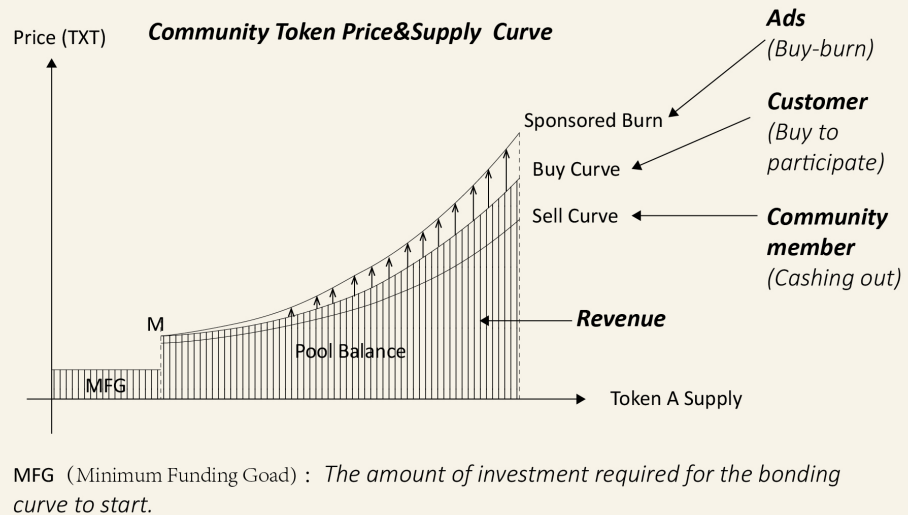 Community Token Price&Supply Curve
Price (TXT)
Ads
(Buy-burn)
Sponsored Burn
Customer
(Buy to
participate)
Buy Curve
Sell Curve
Community
member
(Cashing out)
Revenue
M
Pool Balance
MFG
Token A Supply
MFG（Minimum Funding Goad)：The amount of investment required for the bonding
curve to start.